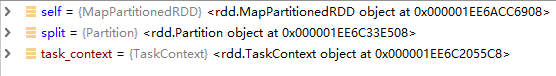 self = {MapPartitionedRDD} <rdd.MapPartitionedRDD object at 0x000001EE6ACC6908>
split = {Partition} <rdd.Partition object at 0x000001EE6C33E508>
task_context = {TaskContext} <rdd.TaskContext object at 0x000001EE6C2055C8>